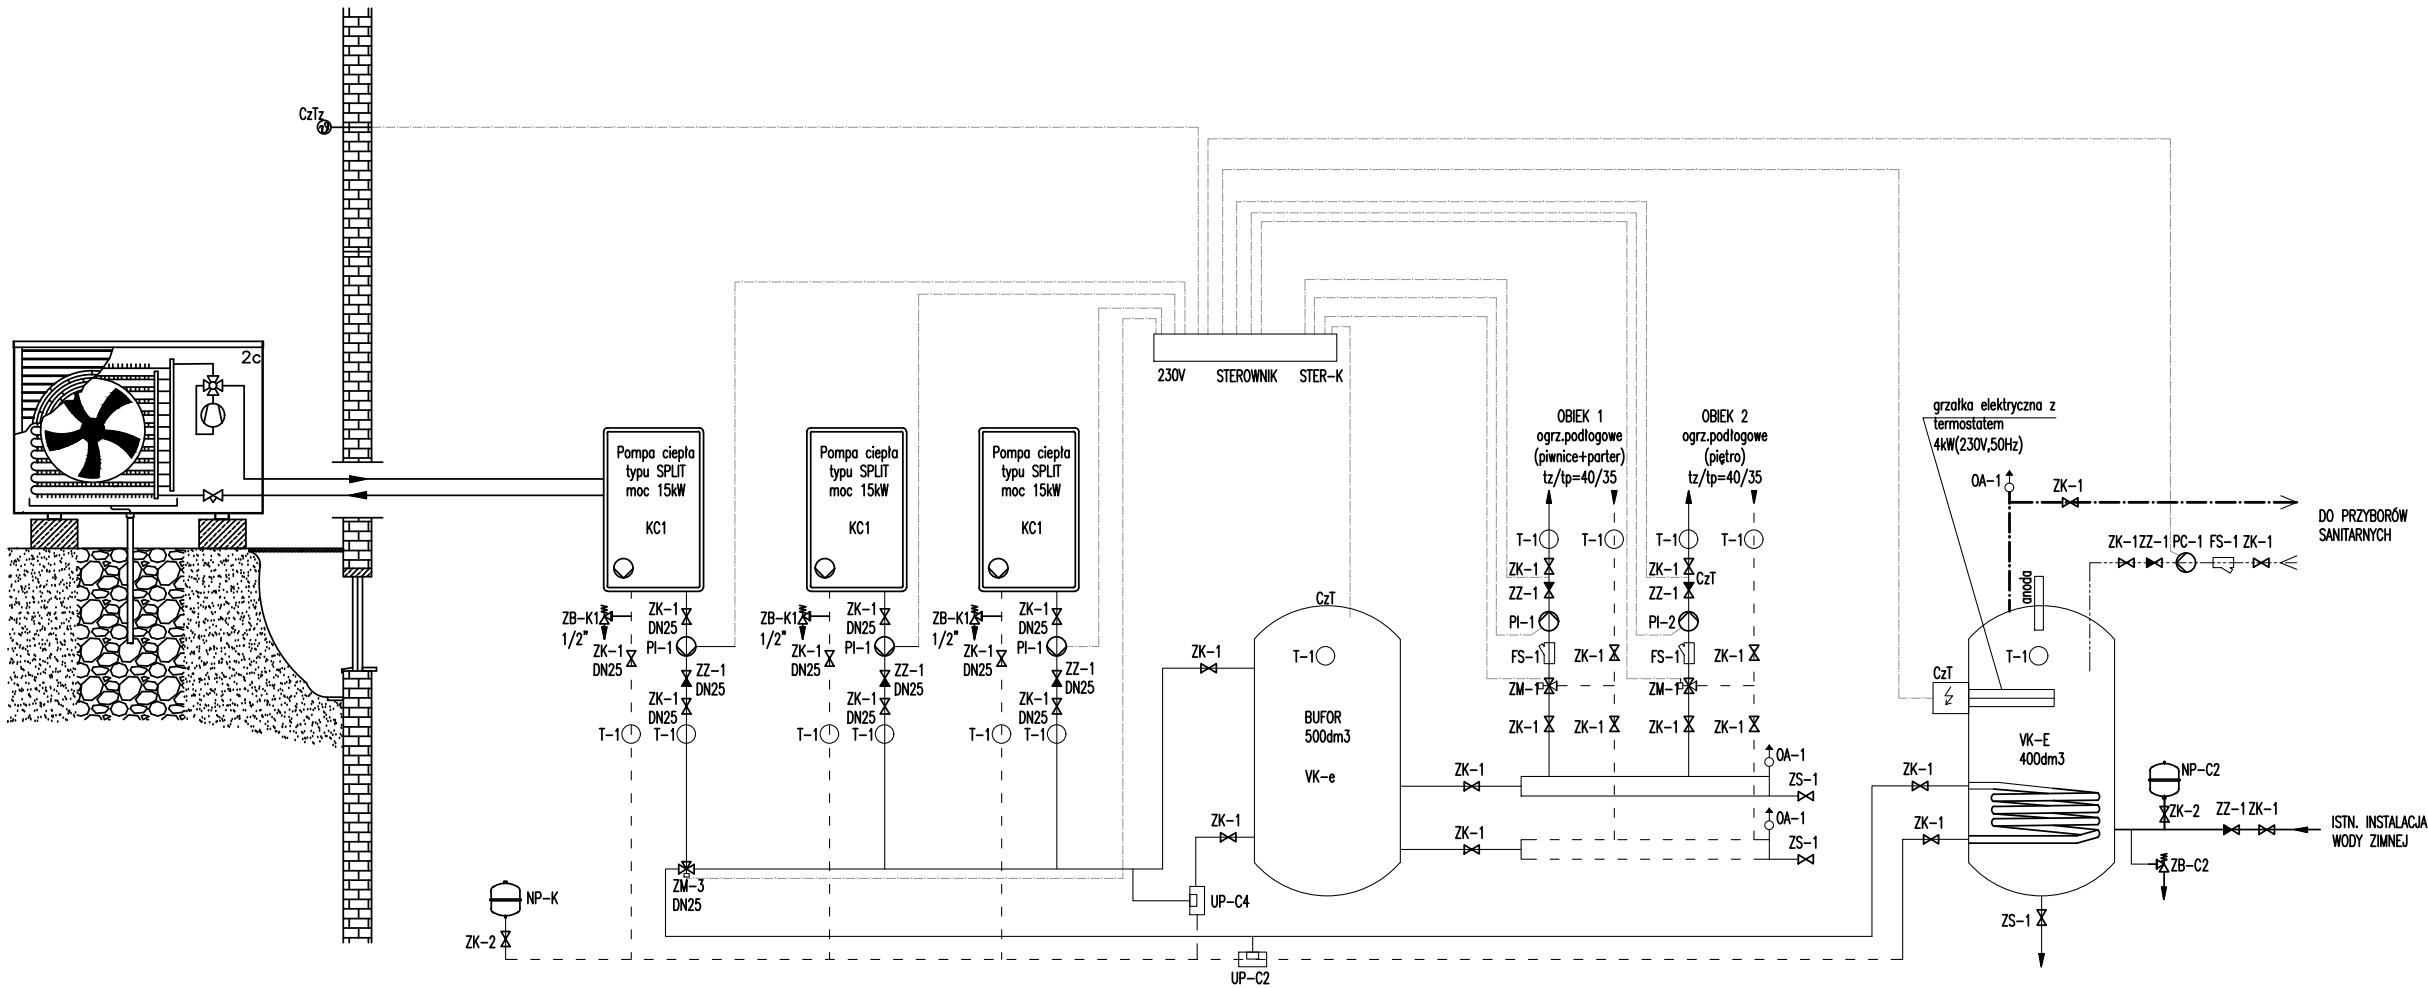 CzTz
2c
230V
STEROWNIK
STER-K
Pompa ciepła
typu SPLIT
moc 15kW
KC1
Pompa ciepła
typu SPLIT
moc 15kW
KC1
Pompa ciepła
typu SPLIT
moc 15kW
KC1
ZB-K1
1/2"
ZK-1
DN25
ZK-1
DN25
PI-1
ZZ-1
DN25
ZK-1
DN25
T-1
T-1
ZB-K1
1/2"
ZK-1
DN25
ZK-1
DN25
PI-1
ZZ-1
DN25
ZK-1
DN25
T-1
T-1
ZB-K1
1/2"
ZK-1
DN25
ZK-1
DN25
PI-1
ZZ-1
DN25
ZK-1
DN25
T-1
T-1
ZM-3
DN25
NP-K
ZK-2
UP-C4
UP-C2
ZK-1
ZK-1
CzT
T-1
BUFOR
500dm3
VK-e
ZK-1
ZK-1
OBIEK 1
ogrz.podłogowe
(piwnice+parter)
tz/tp=40/35
T-1
T-1
ZK-1
ZZ-1
PI-1
FS-1
ZK-1
ZM-1
ZK-1
ZK-1
OBIEK 2
ogrz.podłogowe
(piętro)
tz/tp=40/35
T-1
T-1
ZK-1
CzT
ZZ-1
PI-2
FS-1
ZK-1
ZM-1
ZK-1
ZK-1
OA-1
ZS-1
OA-1
ZS-1
grzałka elektryczna z
termostatem
4kW(230V,50Hz)
OA-1
ZK-1
DO PRZYBORÓW
SANITARNYCH
ZK-1
ZZ-1
PC-1
FS-1
ZK-1
anoda
T-1
CzT
VK-E
400dm3
ZK-1
ZK-1
NP-C2
ZK-2
ZZ-1
ZK-1
ISTN. INSTALACJA
WODY ZIMNEJ
ZB-C2
ZS-1